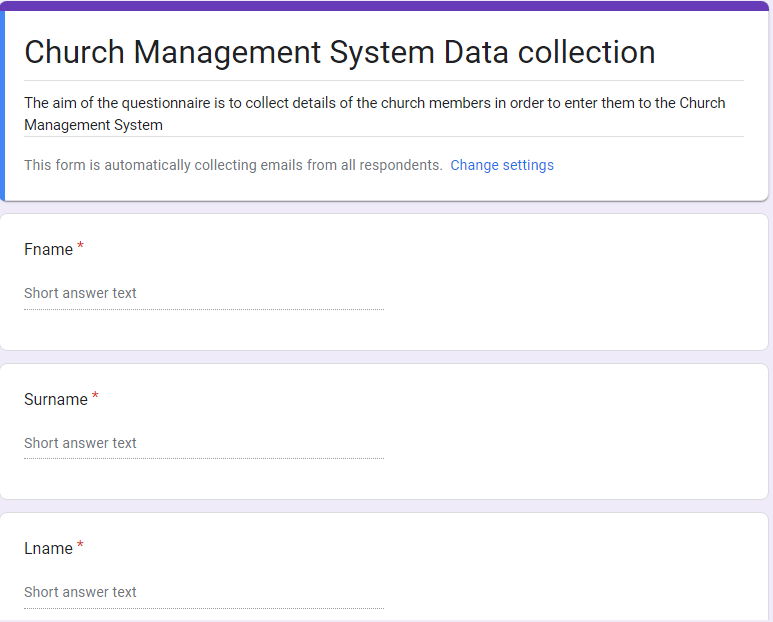 Church Management System Data collection
The aim of the questionnaire is to collect details of the church members in order to enter them to the Church
Management System
This form is automatically collecting emails from all respondents. Change settings
Fname *
Short answer text
Surname *
Short answer text
Lname *
Short answer text